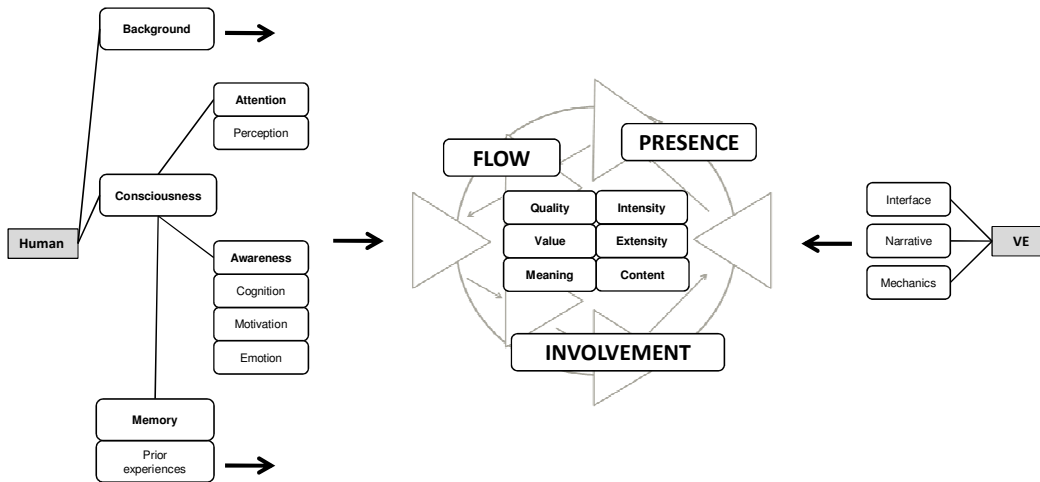 Background
Attention
Perception
Consciousness
Human
Awareness
Cognition
Motivation
Emotion
Memory
Prior
experiences
FLOW
PRESENCE
Quality
Intensity
Value
Extensity
Meaning
Content
INVOLVEMENT
Interface
Narrative
VE
Mechanics